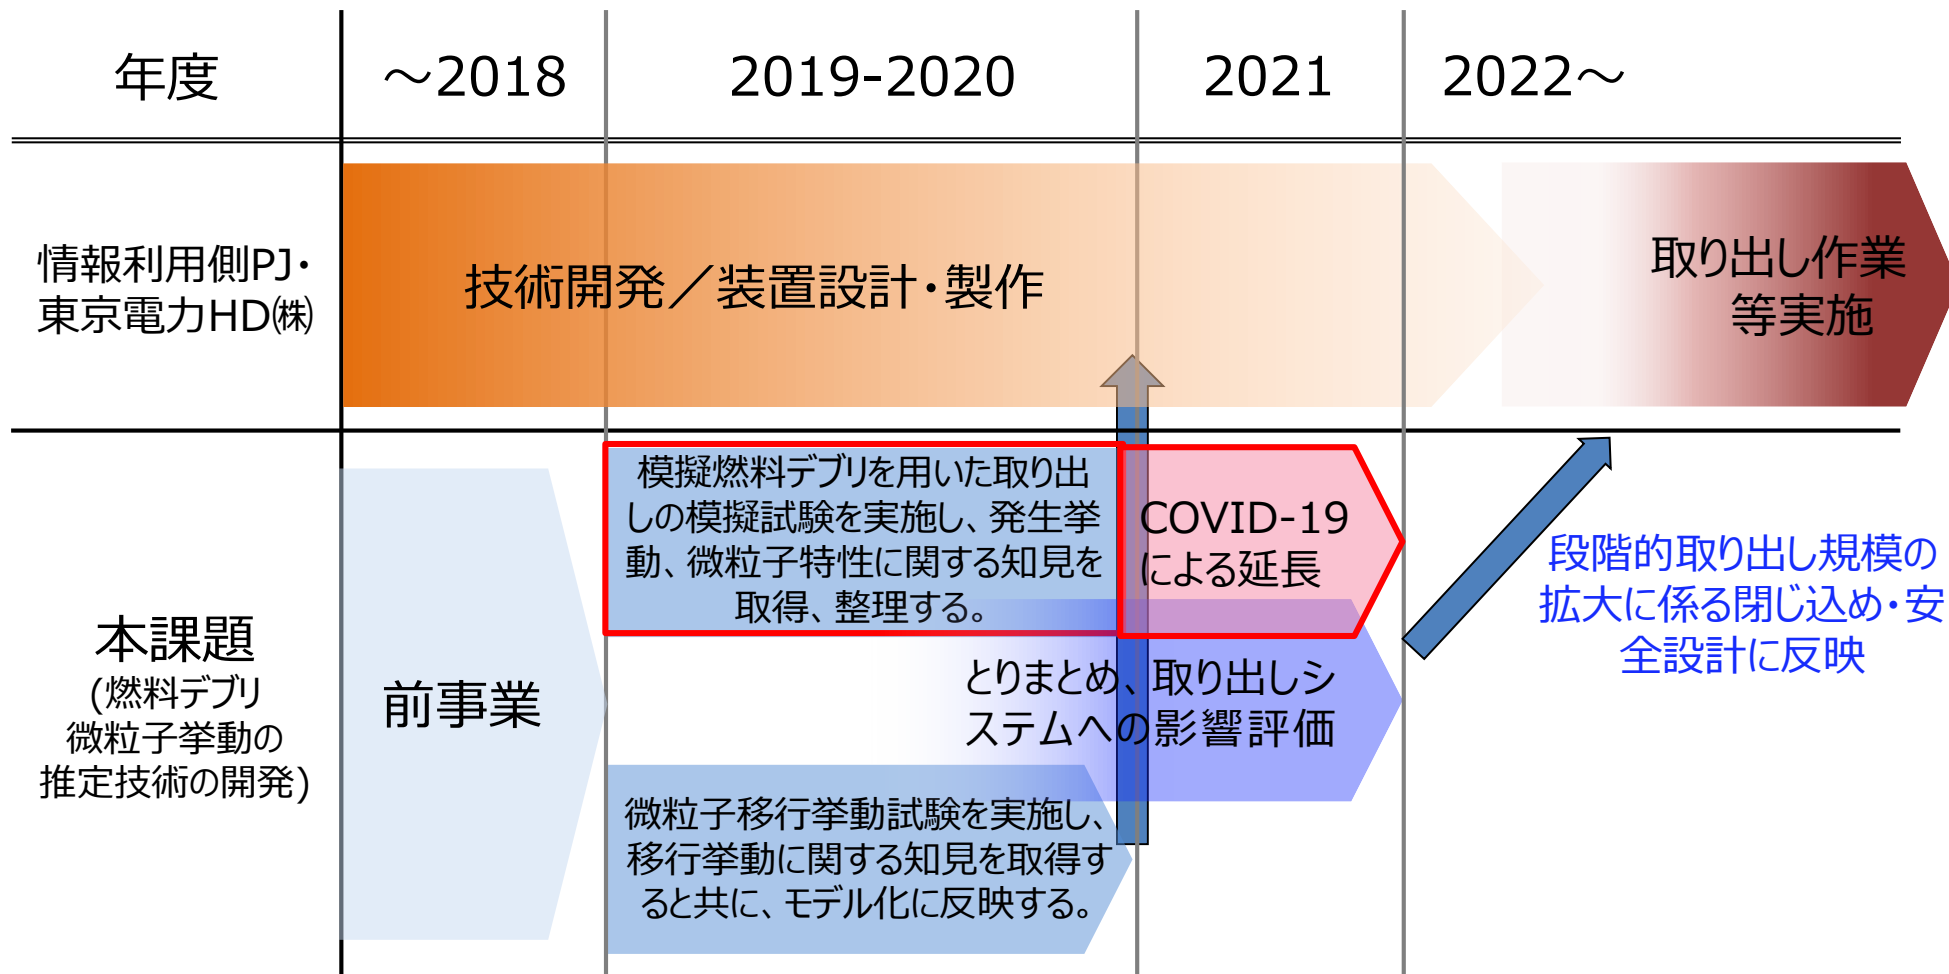 年度
～2018
2019-2020
2021
2022～
情報利用側PJ・
東京電力HD㈱
技術開発／装置設計・製作
取り出し作業
等実施
本課題
(燃料デブリ
微粒子挙動の
推定技術の開発)
前事業
模擬燃料デブリを用いた取り出
しの模擬試験を実施し、発生挙
動、微粒子特性に関する知見を
取得、整理する。
COVID-19
による延長
とりまとめ、取り出しシ
ステムへの影響評価
微粒子移行挙動試験を実施し、
移行挙動に関する知見を取得す
ると共に、モデル化に反映する。
段階的取り出し規模の
拡大に係る閉じ込め・安
全設計に反映